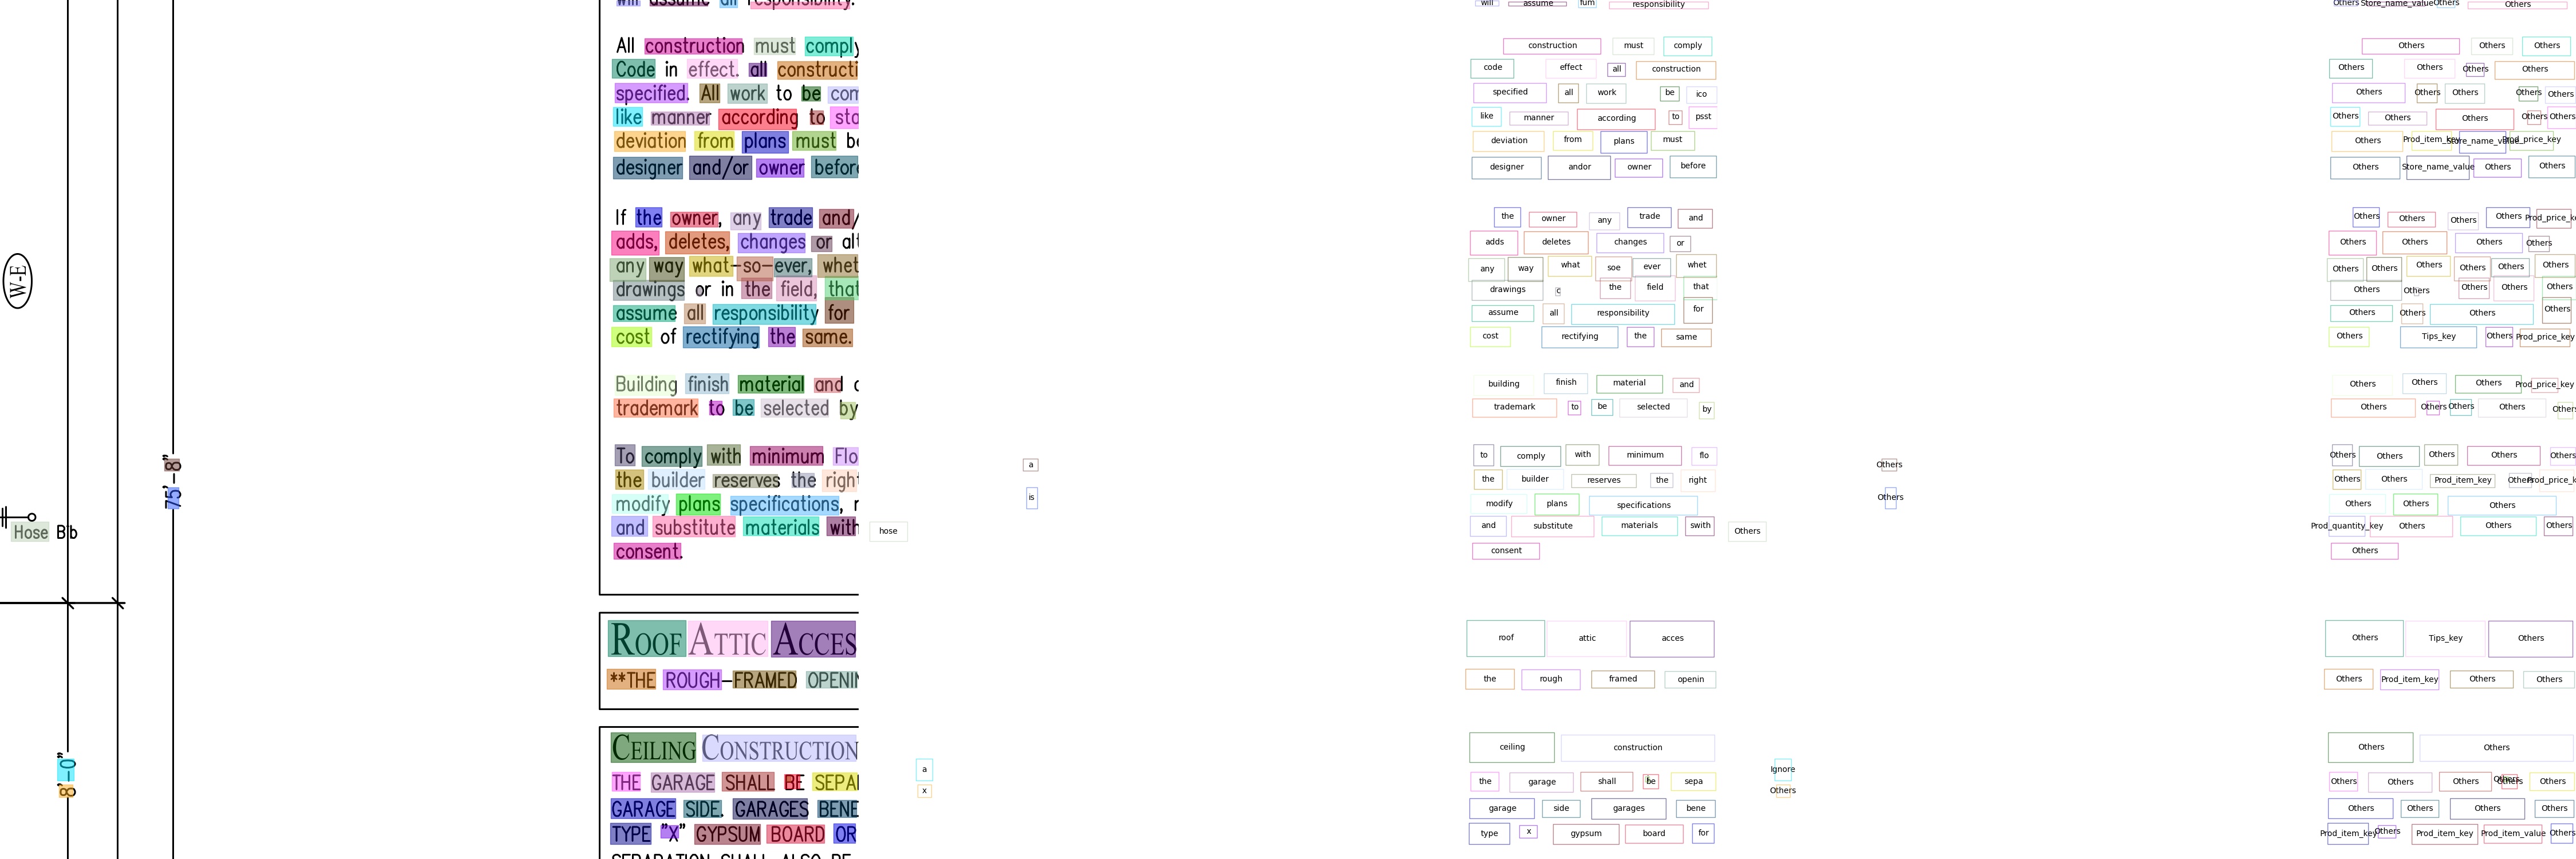 will assume all responsibility.
All construction must comply
Code in effect. all constructi
specified. All work to be com
like manner according to sta
deviation from plans must be
designer and/or owner before
If the owner, any trade and/
adds, deletes, changes or alt
any way what-so-ever, whet
drawings or in the field, that
assume all responsibility for
cost of rectifying the same.
Building finish material and c
trademark to be selected by
To comply with minimum Flo
the builder reserves the right
modify plans specifications, r
and substitute materials with
consent.
ROOF ATTIC ACCES
**THE ROUGH-FRAMED OPENIN
CEILING CONSTRUCTION
THE GARAGE SHALL BE SEPA
GARAGE SIDE. GARAGES BENE
TYPE "X" GYPSUM BOARD OR
SEPARATION SHALL ALSO BE
W-E
75'-8"
Hose Bib
8'-0"
will assume fum responsibility
construction must comply
code effect all construction
specified all work be ico
like manner according to psst
deviation from plans must
designer andor owner before
the owner any trade and
adds deletes changes or
any way what soe ever whet
drawings c the field that
assume all responsibility for
cost rectifying the same
building finish material and
trademark to be selected by
to comply with minimum flo
a
the builder reserves the right
is
modify plans specifications
hose
and substitute materials swith
consent
roof attic acces
the rough framed openin
ceiling construction
a
the garage shall be sepa
x
garage side garages bene
type x gypsum board for
Others Store_name_value Others Others
Others Others Others
Others Others Others Others
Others Others Others Others Others
Others Others Others Others Others
Others Prod_item_key Store_name_value Prod_price_key
Others Store_name_value Others Others
Others Others Others Others Prod_price_key
Others Others Others Others
Others Others Others Others Others Others
Others Others Others Others Others
Others Others Others Others
Others Tips_key Others Prod_price_key
Others Others Others Prod_price_key
Others Others Others Others Others
Others Others Others Others Others
Others
Others Others Prod_item_key Others Prod_price_key
Others
Others Others Others
Others
Prod_quantity_key Others Others Others
Others
Others Tips_key Others
Others Prod_item_key Others Others
Others Others
Ignore
Others Others Others Others Others Others
Others
Others Others Others Others
Prod_item_key Others Prod_item_key Prod_item_value Others